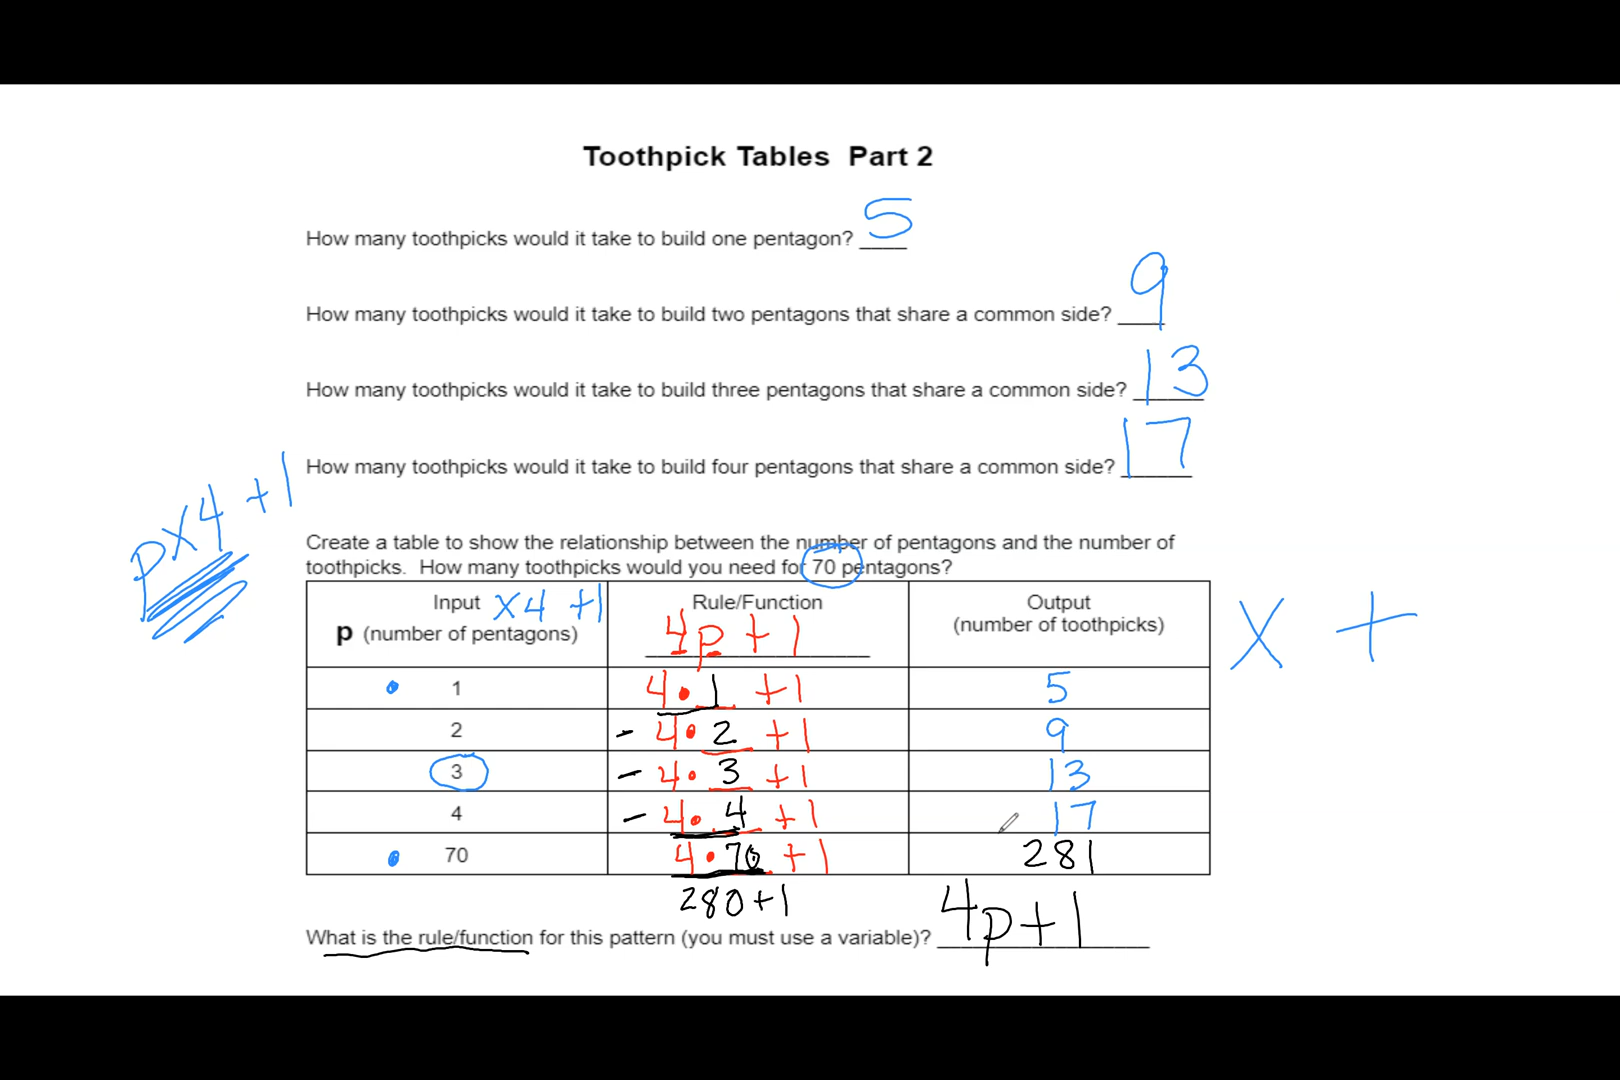 Toothpick Tables Part 2
How many toothpicks would it take to build one pentagon? 5
How many toothpicks would it take to build two pentagons that share a common side? 9
How many toothpicks would it take to build three pentagons that share a common side? 13
How many toothpicks would it take to build four pentagons that share a common side? 17
px4 +1
Create a table to show the relationship between the number of pentagons and the number of
toothpicks. How many toothpicks would you need for 70 pentagons?
Input x4 +1
p (number of pentagons)
Rule/Function
4p + 1
Output
(number of toothpicks)
x +
1 4•1 +1 5
2 - 4•2 +1 9
3 - 4•3 +1 13
4 - 4•4 +1 17
70 4•70 +1 281
280+1
What is the rule/function for this pattern (you must use a variable)? 4p+1